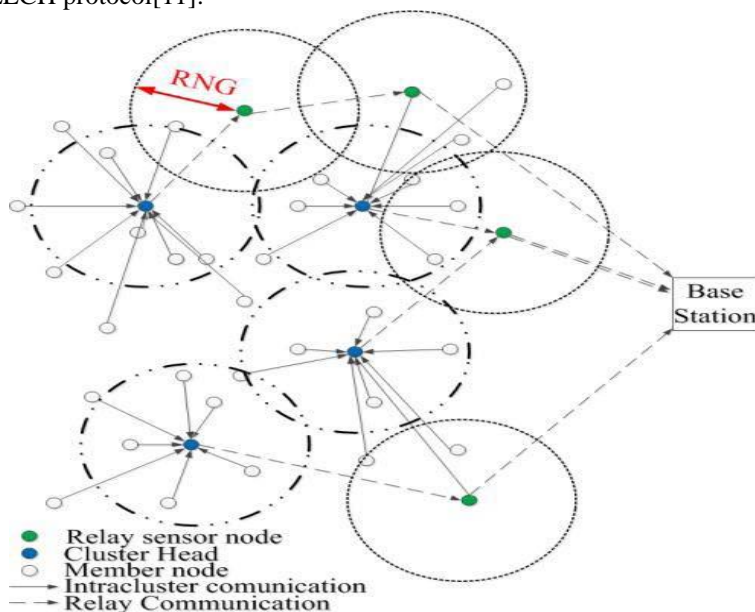 LEECH protocol[11].
RNG
Base
Station
Relay sensor node
Cluster Head
Member node
Intracluster comunication
Relay Communication